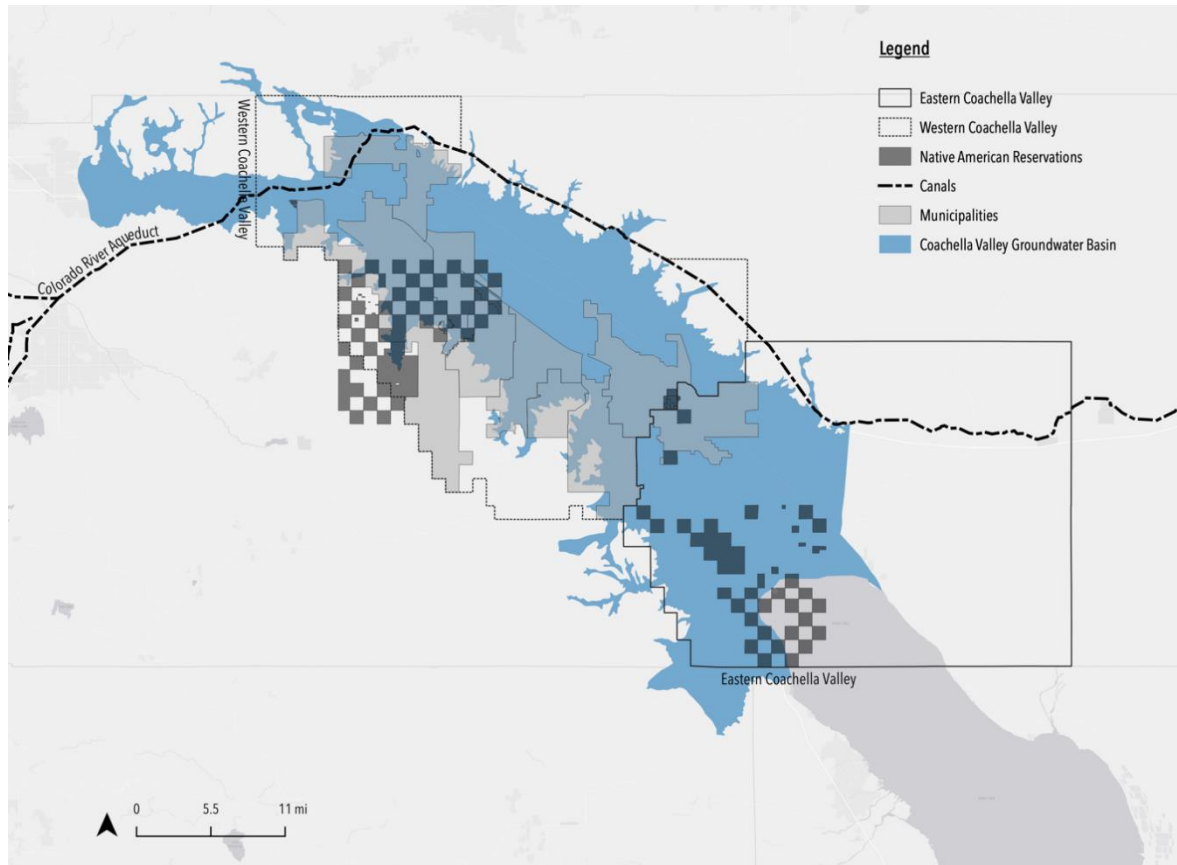 Legend
Eastern Coachella Valley
Western Coachella Valley
Native American Reservations
Canals
Municipalities
Coachella Valley Groundwater Basin
Western Coachella Valley
Colorado River Aqueduct
Eastern Coachella Valley
0 5.5 11 mi